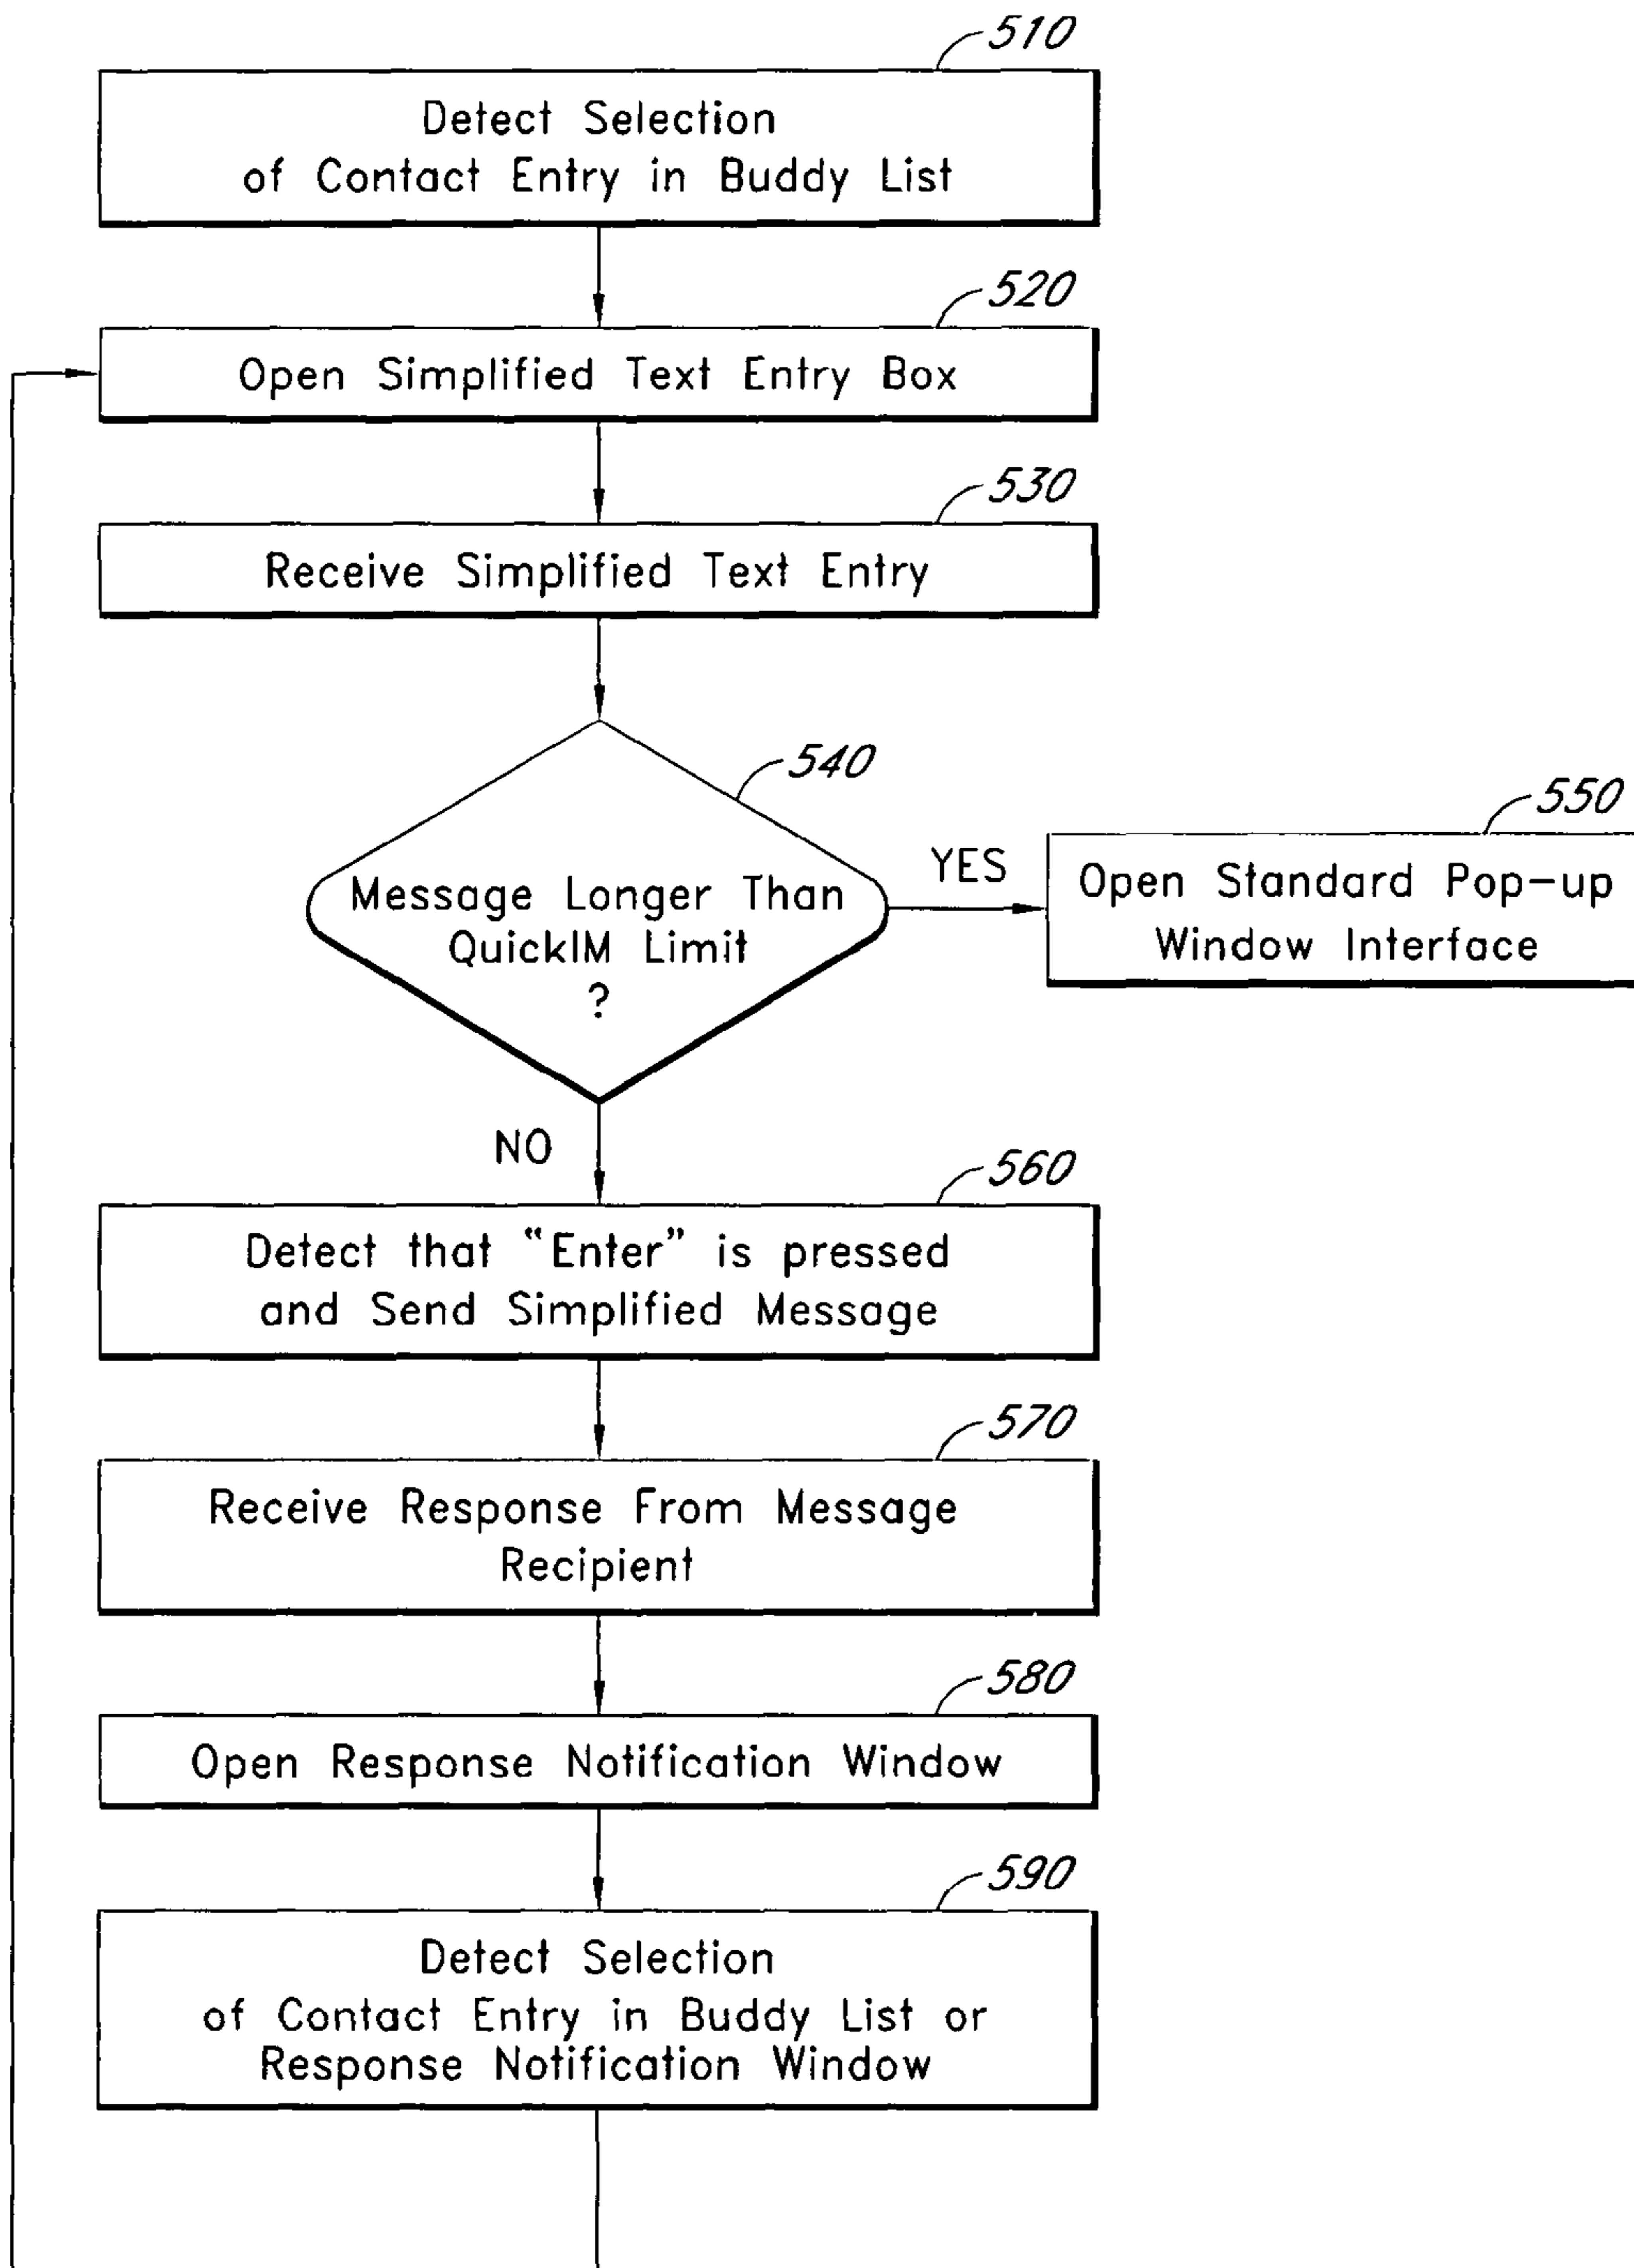 510
Detect Selection
of Contact Entry in Buddy List
520
Open Simplified Text Entry Box
530
Receive Simplified Text Entry
540
Message Longer Than
QuickIM Limit
?
YES
550
Open Standard Pop-up
Window Interface
NO
560
Detect that “Enter” is pressed
and Send Simplified Message
570
Receive Response From Message
Recipient
580
Open Response Notification Window
590
Detect Selection
of Contact Entry in Buddy List or
Response Notification Window